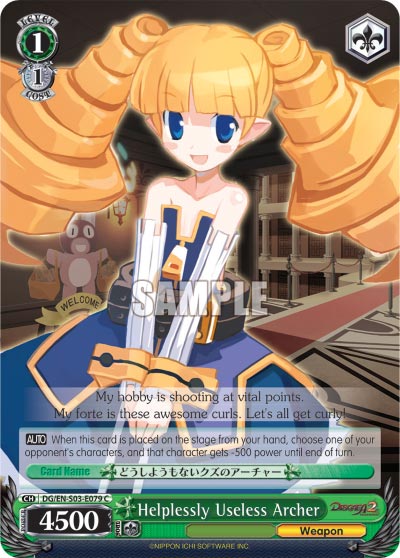 LEVEL
1
1
COST
WELCOME
SAMPLE
My hobby is shooting at vital points.
My forte is these awesome curls. Let's all get curly!
AUTO When this card is placed on the stage from your hand, choose one of your
opponent's characters, and that character gets -500 power until end of turn.
Card Name どうしようもないクズのアーチャー
CH DG/EN-S03-E079 C
4500
Helplessly Useless Archer
DISGAEA 2
Weapon
©NIPPON ICHI SOFTWARE INC.